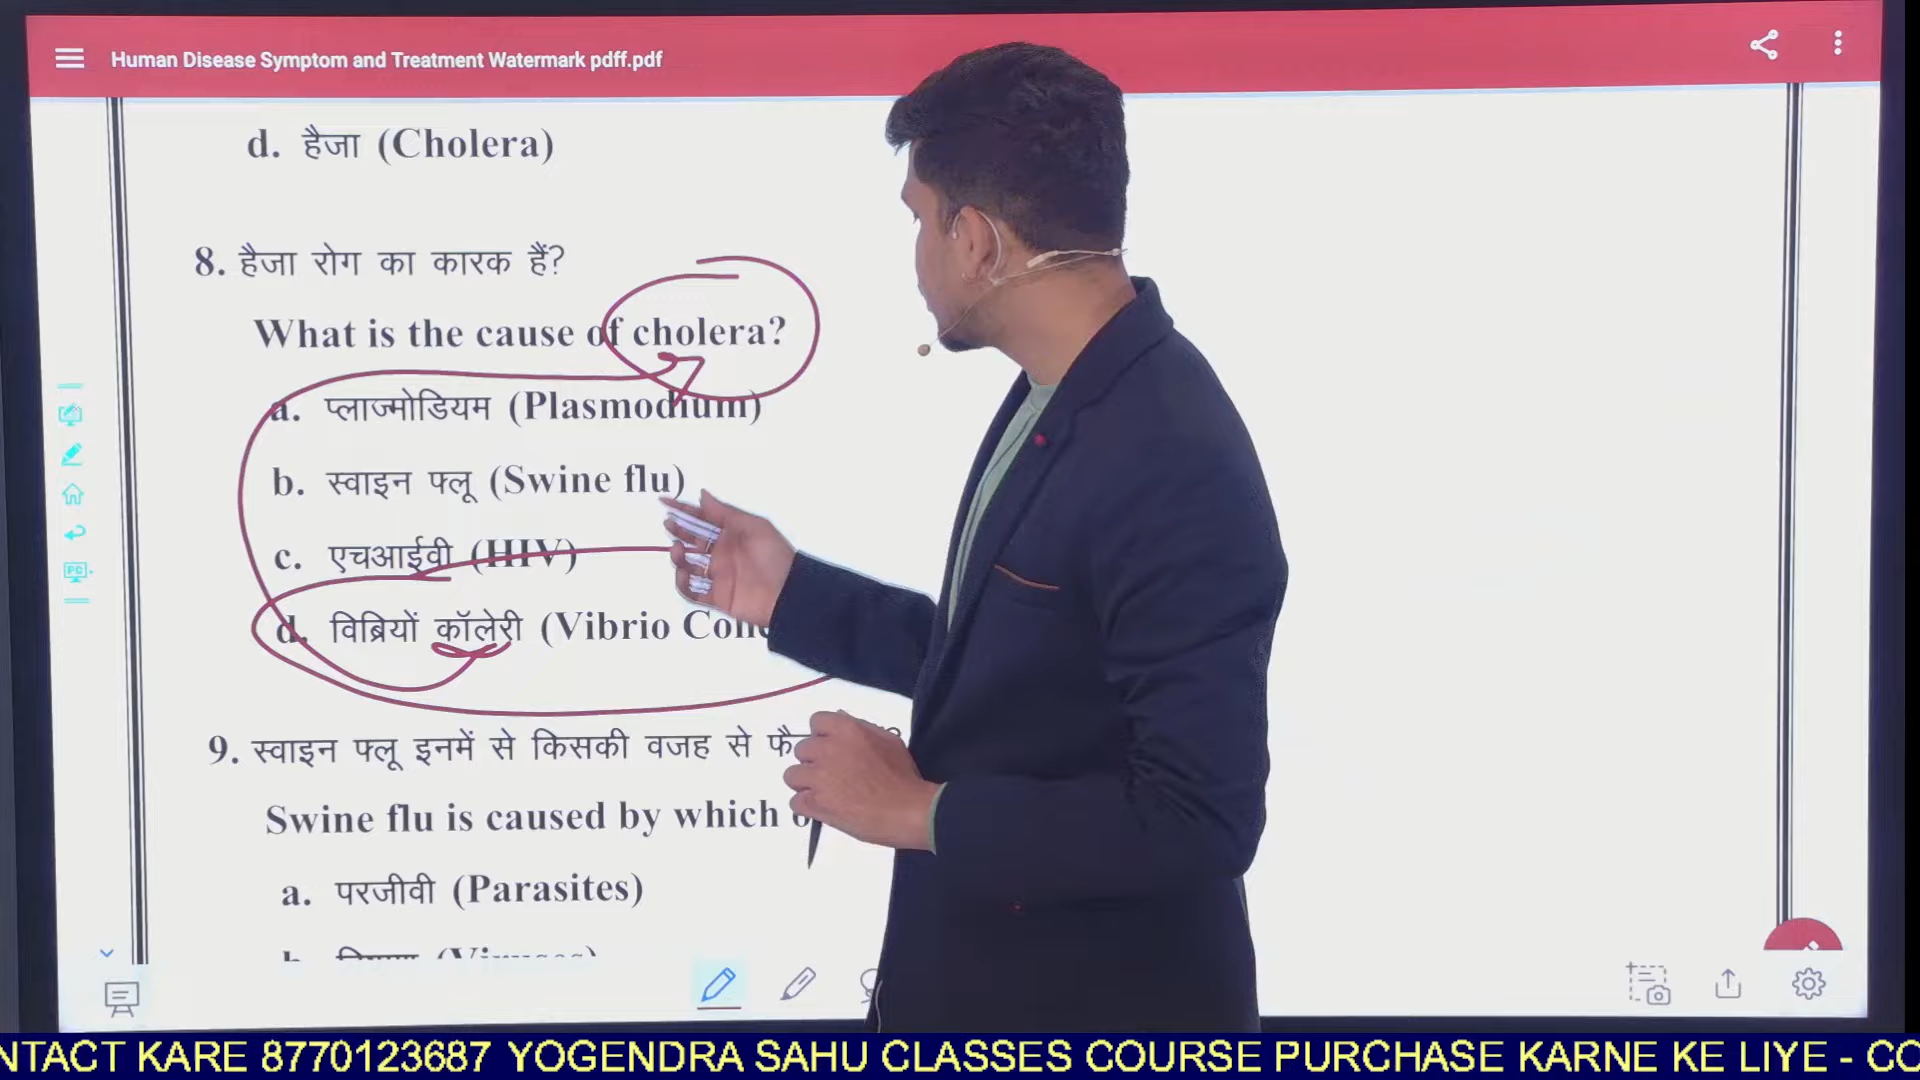 Human Disease Symptom and Treatment Watermark pdff.pdf
d. हैजा (Cholera)
8. हैजा रोग का कारक हैं?
What is the cause of cholera?
a. प्लाज्मोडियम (Plasmodium)
b. स्वाइन फ्लू (Swine flu)
c. एचआईवी (HIV)
d. विब्रियों कॉलेरी (Vibrio
9. स्वाइन फ्लू इनमें से किसकी वजह से
Swine flu is caused by which
a. परजीवी (Parasites)
NTACT KARE 8770123687 YOGENDRA SAHU CLASSES COURSE PURCHASE KARNE KE LIYE - CO